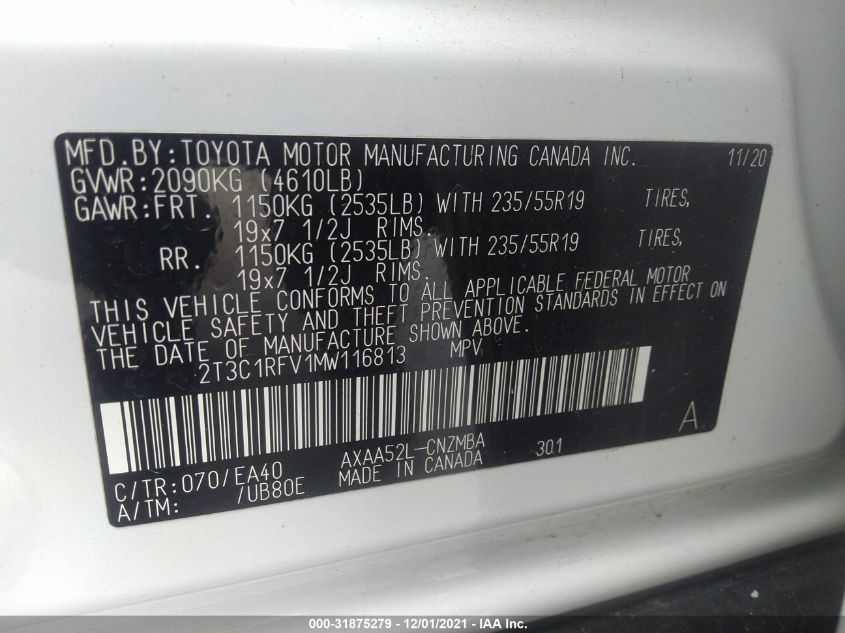 MFD.BY:TOYOTA MOTOR MANUFACTURING CANADA INC. 11/20
GVWR:2090KG (4610LB)
GAWR:FRT. 1150KG (2535LB) WITH 235/55R19 TIRES,
19x7 1/2J RIMS.
RR. 1150KG (2535LB) WITH 235/55R19 TIRES,
19x7 1/2J RIMS.
THIS VEHICLE CONFORMS TO ALL APPLICABLE FEDERAL MOTOR
VEHICLE SAFETY AND THEFT PREVENTION STANDARDS IN EFFECT ON
THE DATE OF MANUFACTURE SHOWN ABOVE.
2T3C1RFV1MW116813 MPV
A
C/TR:070/EA40 AXAA52L-CNZMBA 301
A/TM: /UB80E MADE IN CANADA
000-31875279 - 12/01/2021 - IAA Inc.